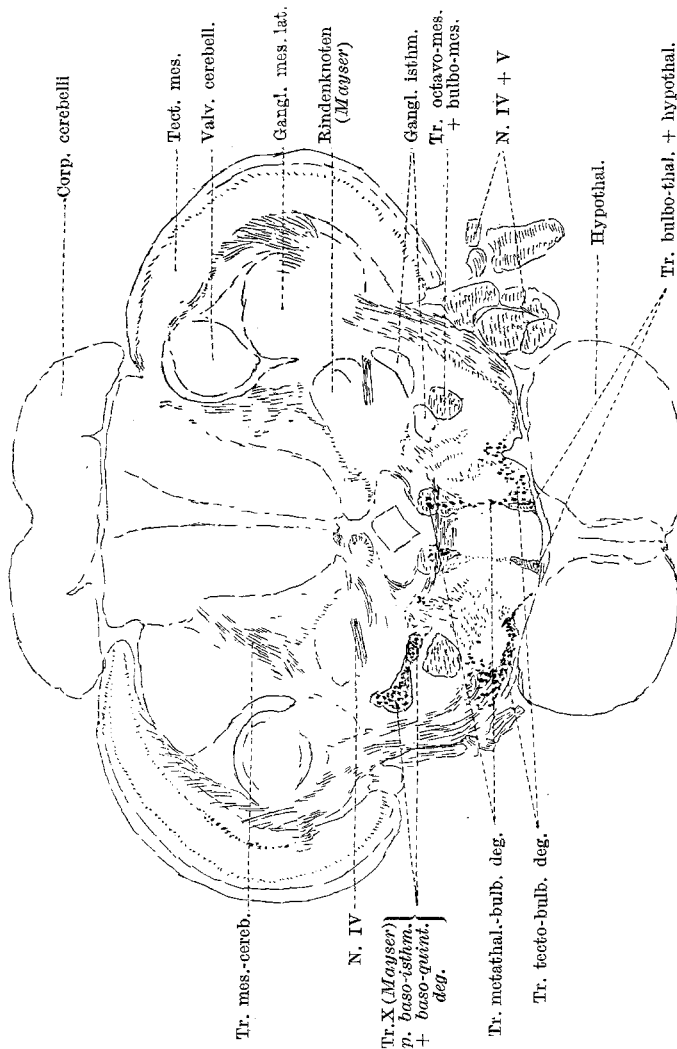 Corp. cerebelli
Tect. mes.
Valv. cerebell.
Gangl. mes. lat.
Rindenknoten
(Mayser)
Gangl. isthm.
Tr. octavo-mes.
+ bulbo-mes.
N. IV + V
Hypothal.
Tr. bulbo-thal. + hypothal.
Tr. mes.-cereb.
N. IV
Tr. X (Mayser)
p. baso-isthm.
+ baso-quint.
deg.
Tr. metathal.-bulb. deg.
Tr. tecto-bulb. deg.